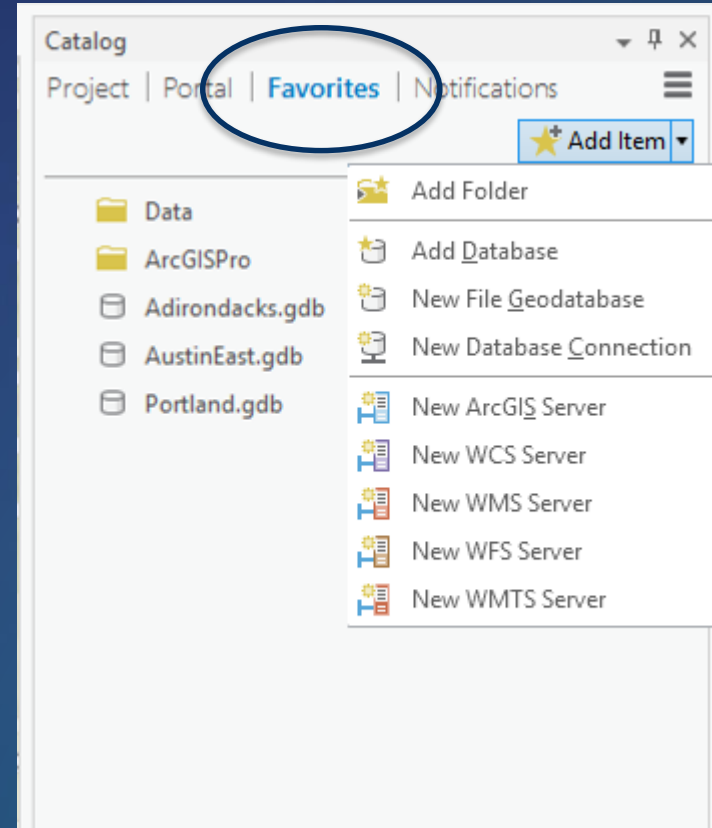 Catalog
Project | Portal | Favorites | Notifications
Add Item
Data
ArcGISPro
Adirondacks.gdb
AustinEast.gdb
Portland.gdb
Add Folder
Add Database
New File Geodatabase
New Database Connection
New ArcGIS Server
New WCS Server
New WMS Server
New WFS Server
New WMTS Server